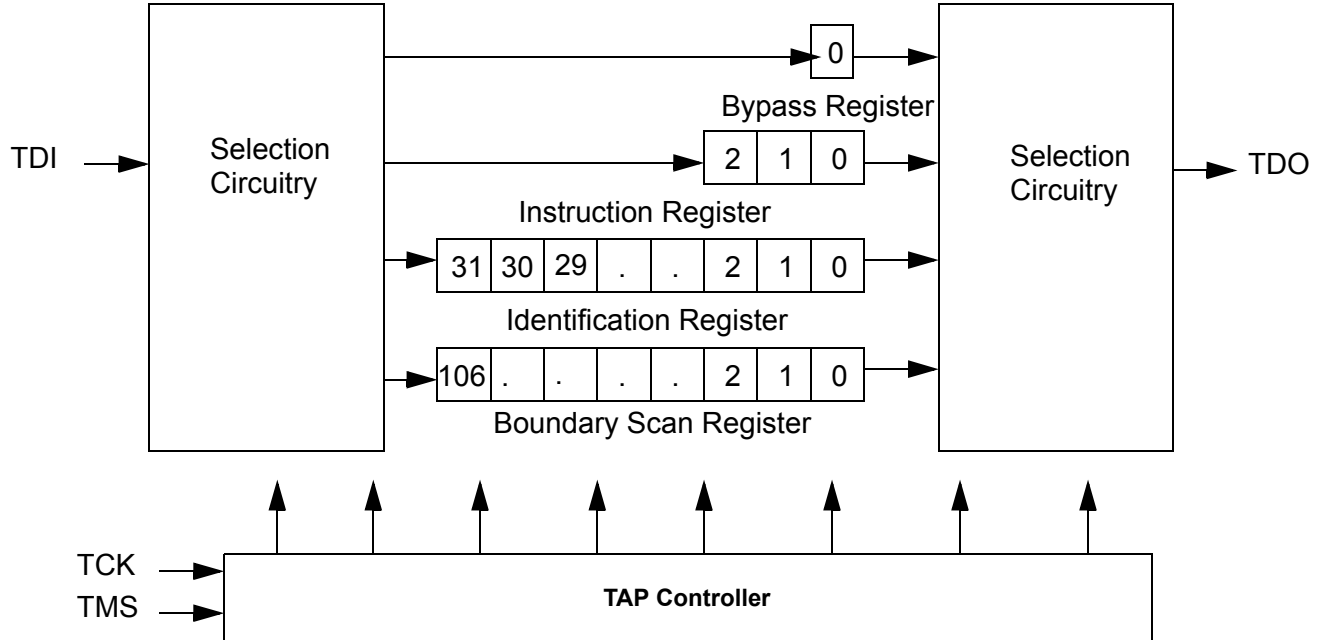 0
Bypass Register
TDI
Selection
Circuitry
2 1 0
Selection
Circuitry
TDO
Instruction Register
31 30 29 . . 2 1 0
Identification Register
106 . . . . 2 1 0
Boundary Scan Register
TCK
TMS
TAP Controller